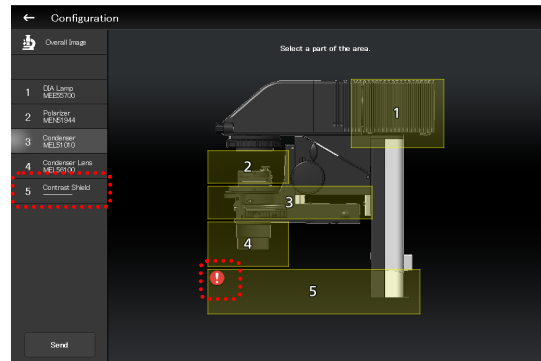 ← Configuration
Overall Image
Select a part of the area.
1 DIA Lamp
MEE55700
2 Polarizer
MEN51944
3 Condenser
MEL51010
4 Condenser Lens
MEL56100
5 Contrast Shield
1
2
3
4
!
5
Send